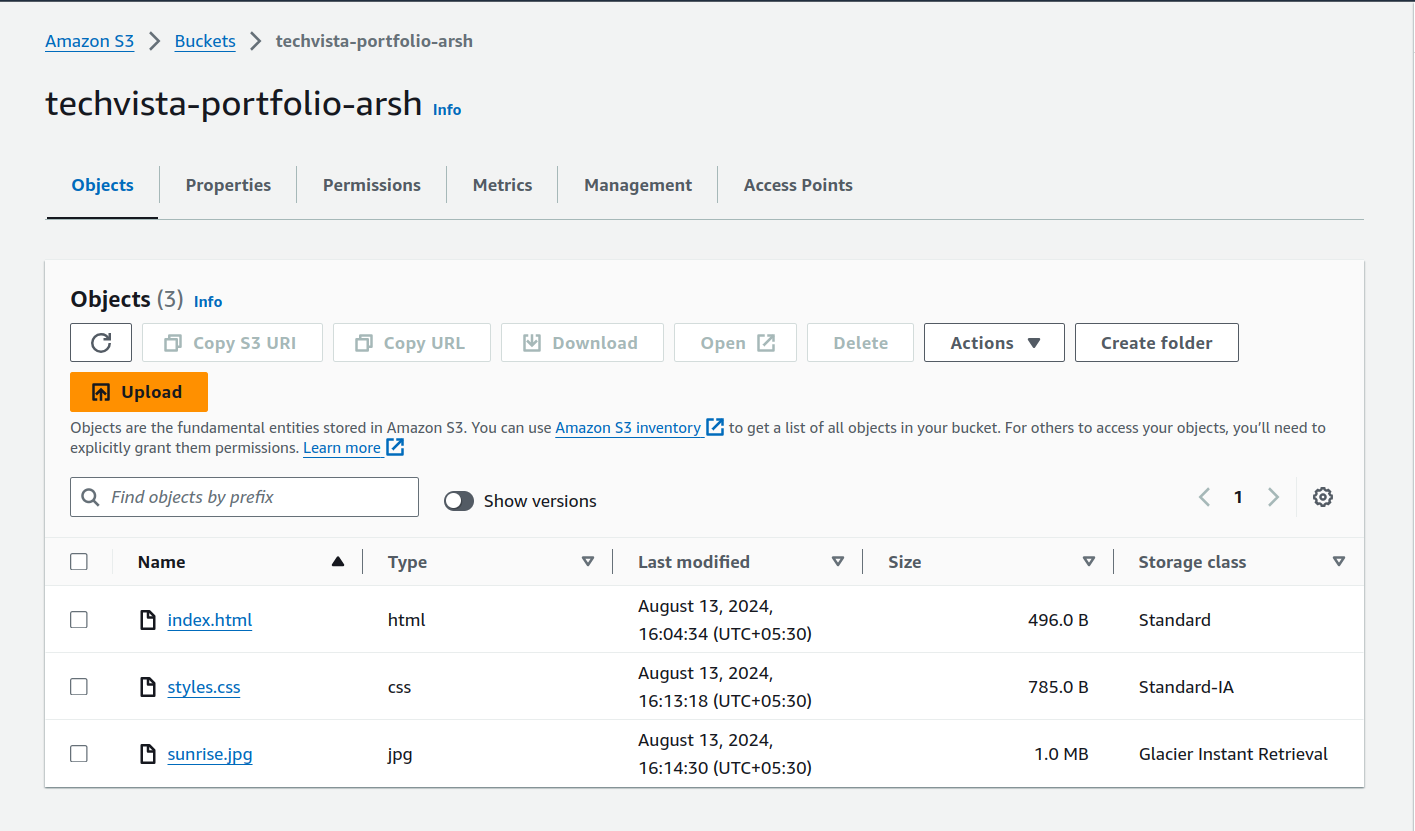 Amazon S3 > Buckets > techvista-portfolio-arsh
techvista-portfolio-arsh Info
Objects Properties Permissions Metrics Management Access Points
Objects (3) Info
Copy S3 URI Copy URL Download Open Delete Actions Create folder
Upload
Objects are the fundamental entities stored in Amazon S3. You can use Amazon S3 inventory to get a list of all objects in your bucket. For others to access your objects, you’ll need to
explicitly grant them permissions. Learn more
Find objects by prefix Show versions 1
Name Type Last modified Size Storage class
index.html html August 13, 2024, 496.0 B Standard
16:04:34 (UTC+05:30)
styles.css css August 13, 2024, 785.0 B Standard-IA
16:13:18 (UTC+05:30)
sunrise.jpg jpg August 13, 2024, 1.0 MB Glacier Instant Retrieval
16:14:30 (UTC+05:30)